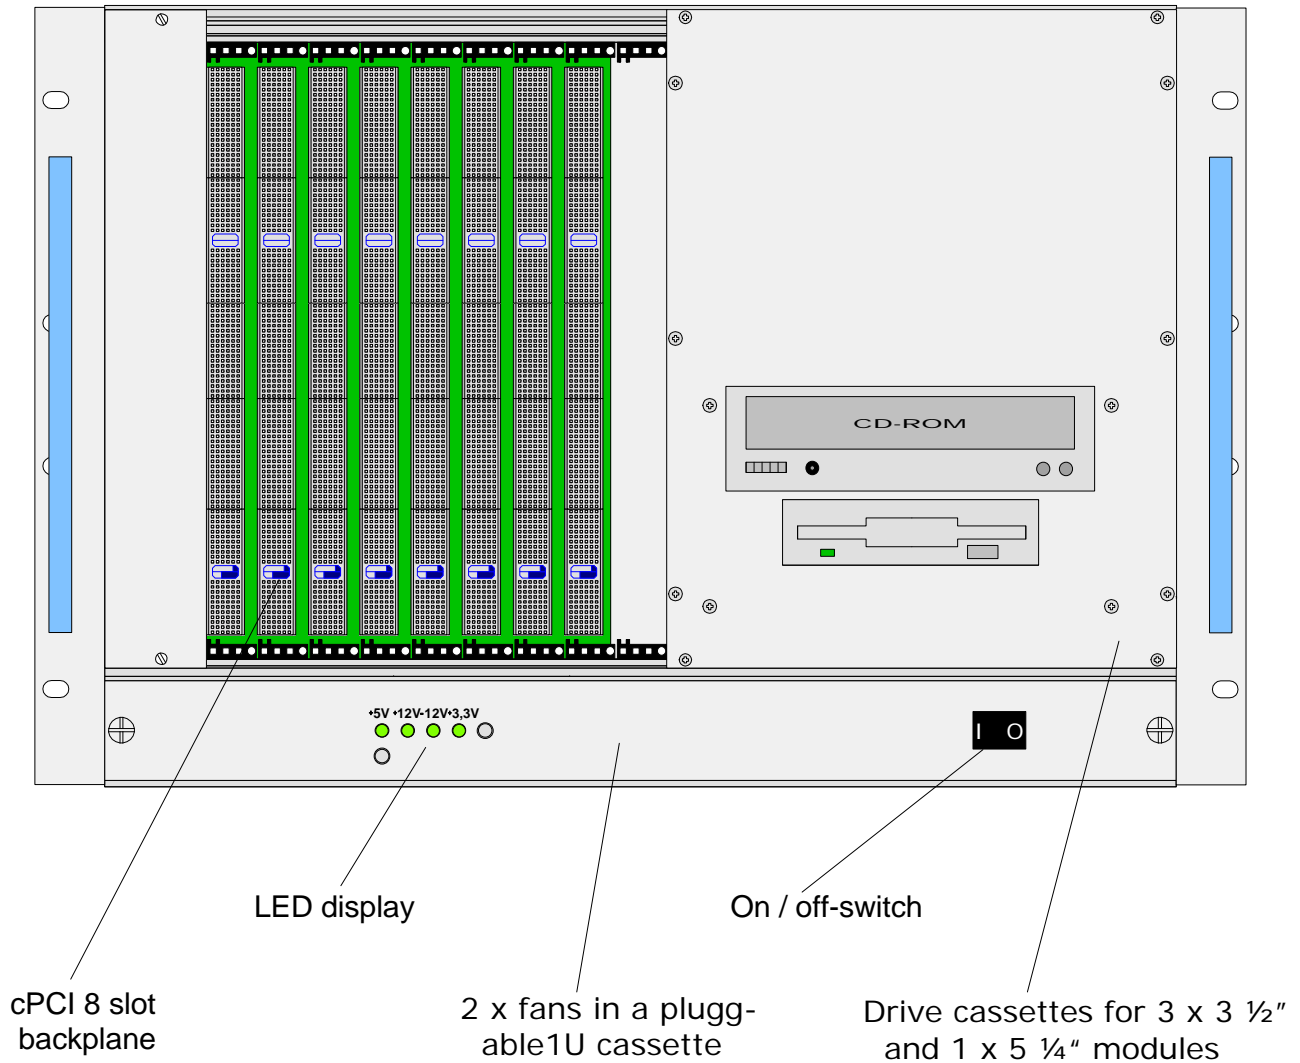 CD-ROM
+5V +12V-12V+3,3V
I O
LED display
On / off-switch
cPCI 8 slot
backplane
2 x fans in a plugg-
able1U cassette
Drive cassettes for 3 x 3 ½"
and 1 x 5 ¼" modules